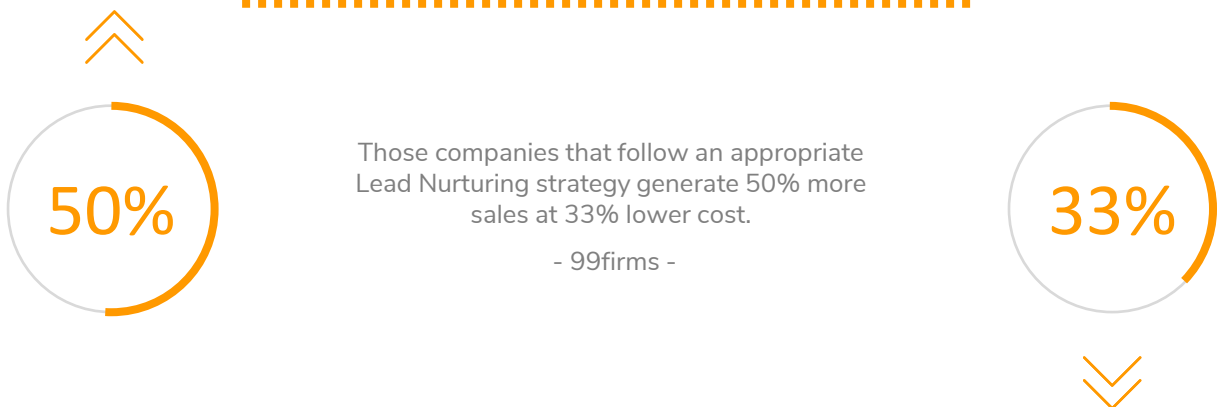 50%
Those companies that follow an appropriate
Lead Nurturing strategy generate 50% more
sales at 33% lower cost.
- 99firms -
33%